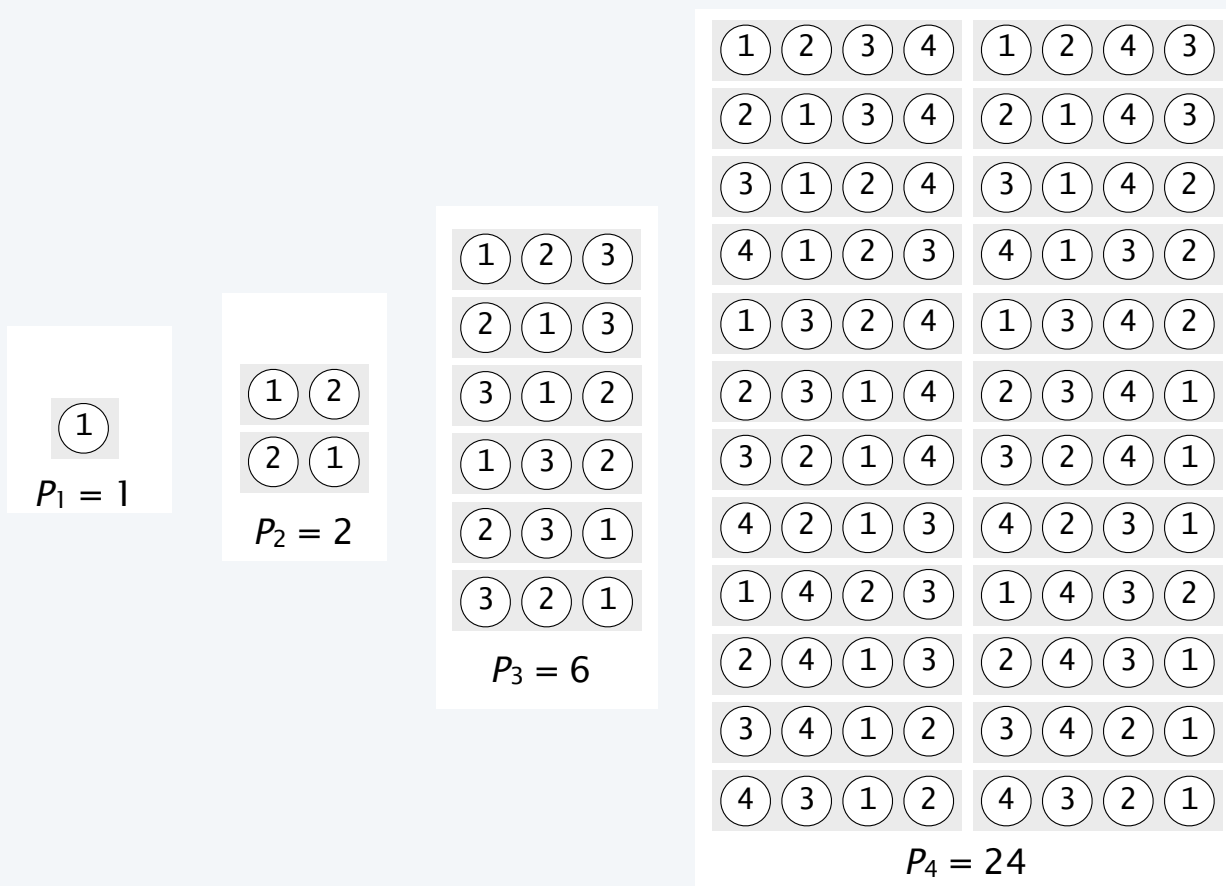 1
P1 = 1
1 2
2 1
P2 = 2
1 2 3
2 1 3
3 1 2
1 3 2
2 3 1
3 2 1
P3 = 6
1 2 3 4 1 2 4 3
2 1 3 4 2 1 4 3
3 1 2 4 3 1 4 2
4 1 2 3 4 1 3 2
1 3 2 4 1 3 4 2
2 3 1 4 2 3 4 1
3 2 1 4 3 2 4 1
4 2 1 3 4 2 3 1
1 4 2 3 1 4 3 2
2 4 1 3 2 4 3 1
3 4 1 2 3 4 2 1
4 3 1 2 4 3 2 1
P4 = 24